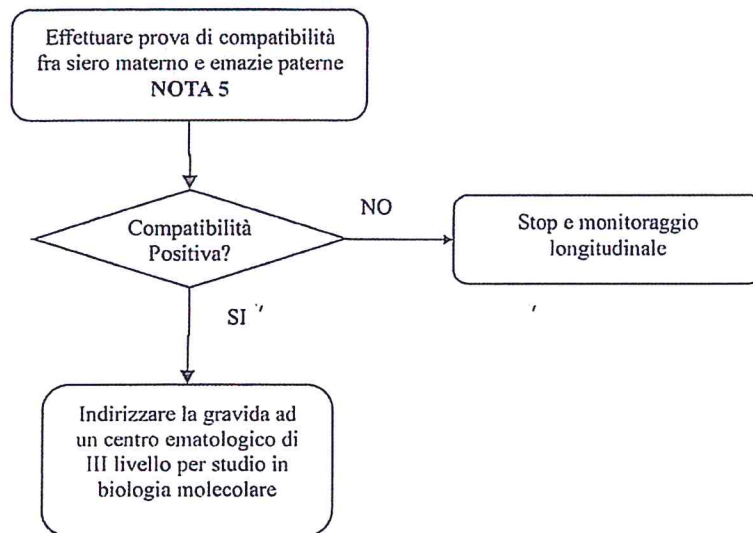 Effettuare prova di compatibilità
fra siero materno e emazie paterne
NOTA 5
Compatibilità
Positiva?
NO
Stop e monitoraggio
longitudinale
SI
Indirizzare la gravida ad
un centro ematologico di
III livello per studio in
biologia molecolare